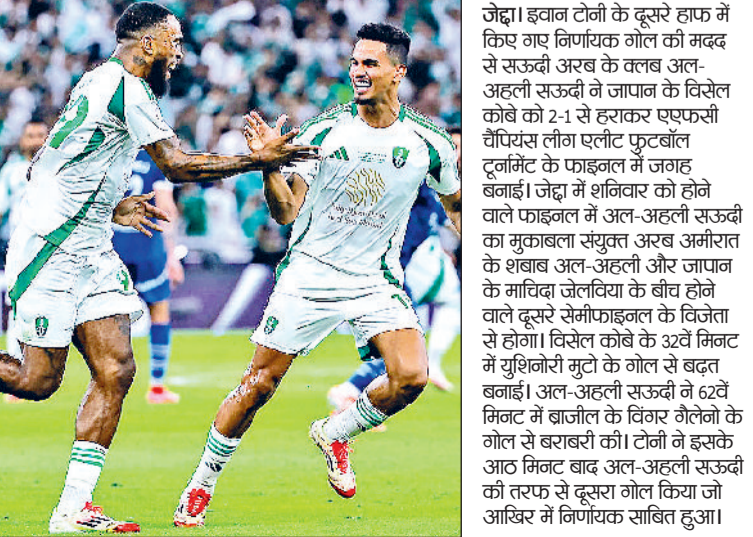 जेद्दा। इवान टोनी के दूसरे हाफ में
किए गए निर्णायक गोल की मदद
से सऊदी अरब के क्लब अल-
अहली सऊदी ने जापान के विसेल
कोबे को 2-1 से हराकर एएफसी
चैंपियंस लीग एलीट फुटबॉल
टूर्नामेंट के फाइनल में जगह
बनाई। जेद्दा में शनिवार को होने
वाले फाइनल में अल-अहली सऊदी
का मुकाबला संयुक्त अरब अमीरात
के शबाब अल-अहली और जापान
के माचिदा जेलविया के बीच होने
वाले दूसरे सेमीफाइनल के विजेता
से होगा। विसेल कोबे के 32वें मिनट
में युशिनोरी मुटो के गोल से बढ़त
बनाई। अल-अहली सऊदी ने 62वें
मिनट में ब्राजील के विंगर गैलेनो के
गोल से बराबरी की। टोनी ने इसके
आठ मिनट बाद अल-अहली सऊदी
की तरफ से दूसरा गोल किया जो
आखिर में निर्णायक साबित हुआ।